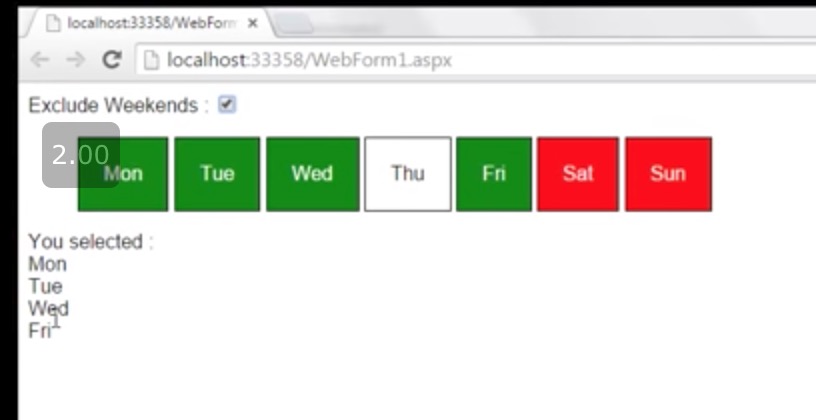 localhost:33358/WebForm
localhost:33358/WebForm1.aspx
Exclude Weekends :
2.00
Mon Tue Wed Thu Fri Sat Sun
You selected :
Mon
Tue
Wed
Fri